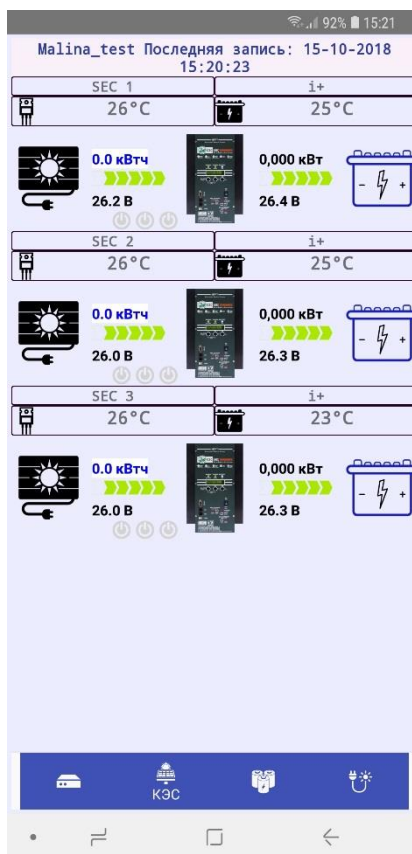 92% 15:21
Malina_test Последняя запись: 15-10-2018
15:20:23
SEC 1 i+
26°C 25°C
0.0 кВтч 0,000 кВт
26.2 В 26.4 В
SEC 2 i+
26°C 25°C
0.0 кВтч 0,000 кВт
26.0 В 26.3 В
SEC 3 i+
26°C 23°C
0.0 кВтч 0,000 кВт
26.0 В 26.3 В
КЭС